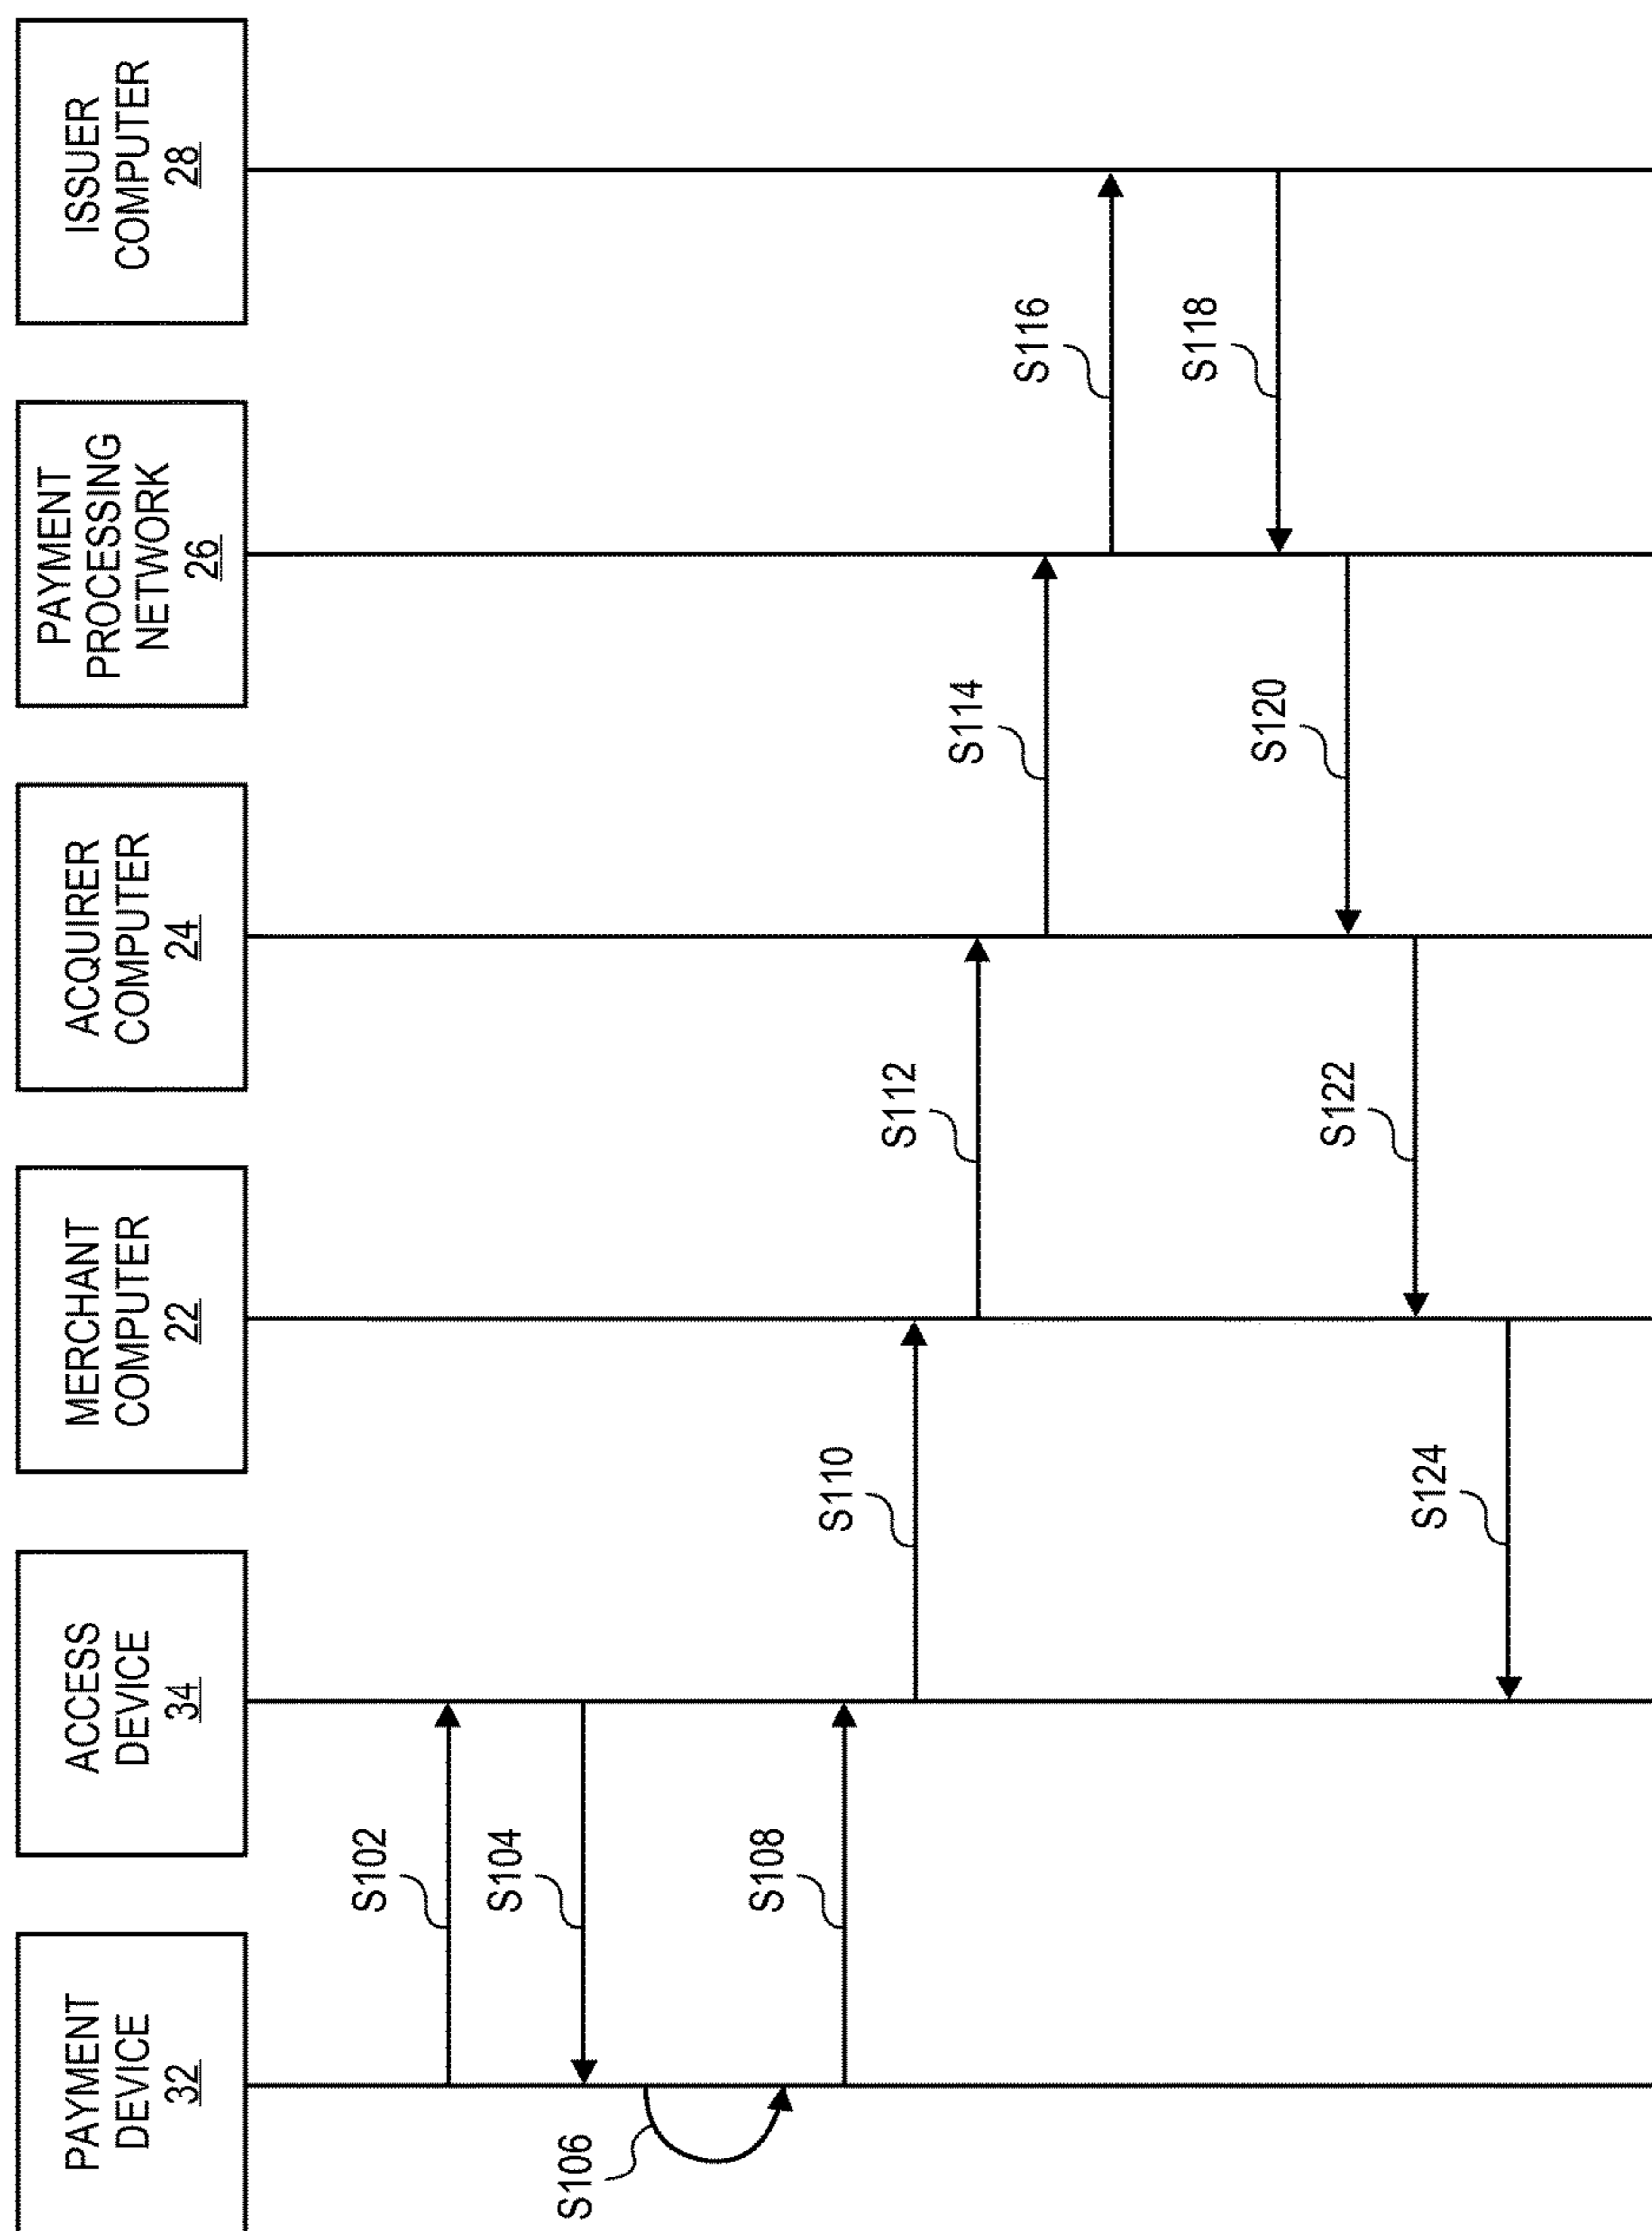 PAYMENT
DEVICE
32
ACCESS
DEVICE
34
MERCHANT
COMPUTER
22
ACQUIRER
COMPUTER
24
PAYMENT
PROCESSING
NETWORK
26
ISSUER
COMPUTER
28
S102
S104
S106
S108
S110
S112
S114
S116
S118
S120
S122
S124